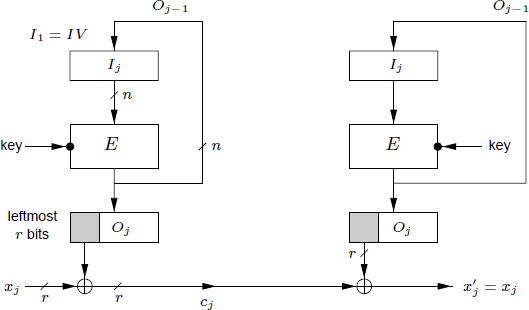 O_{j-1} O_{j-1}
I_1 = IV
I_j I_j
n
key E n E key
leftmost
r bits O_j O_j
r
x_j r r c_j x'_j = x_j